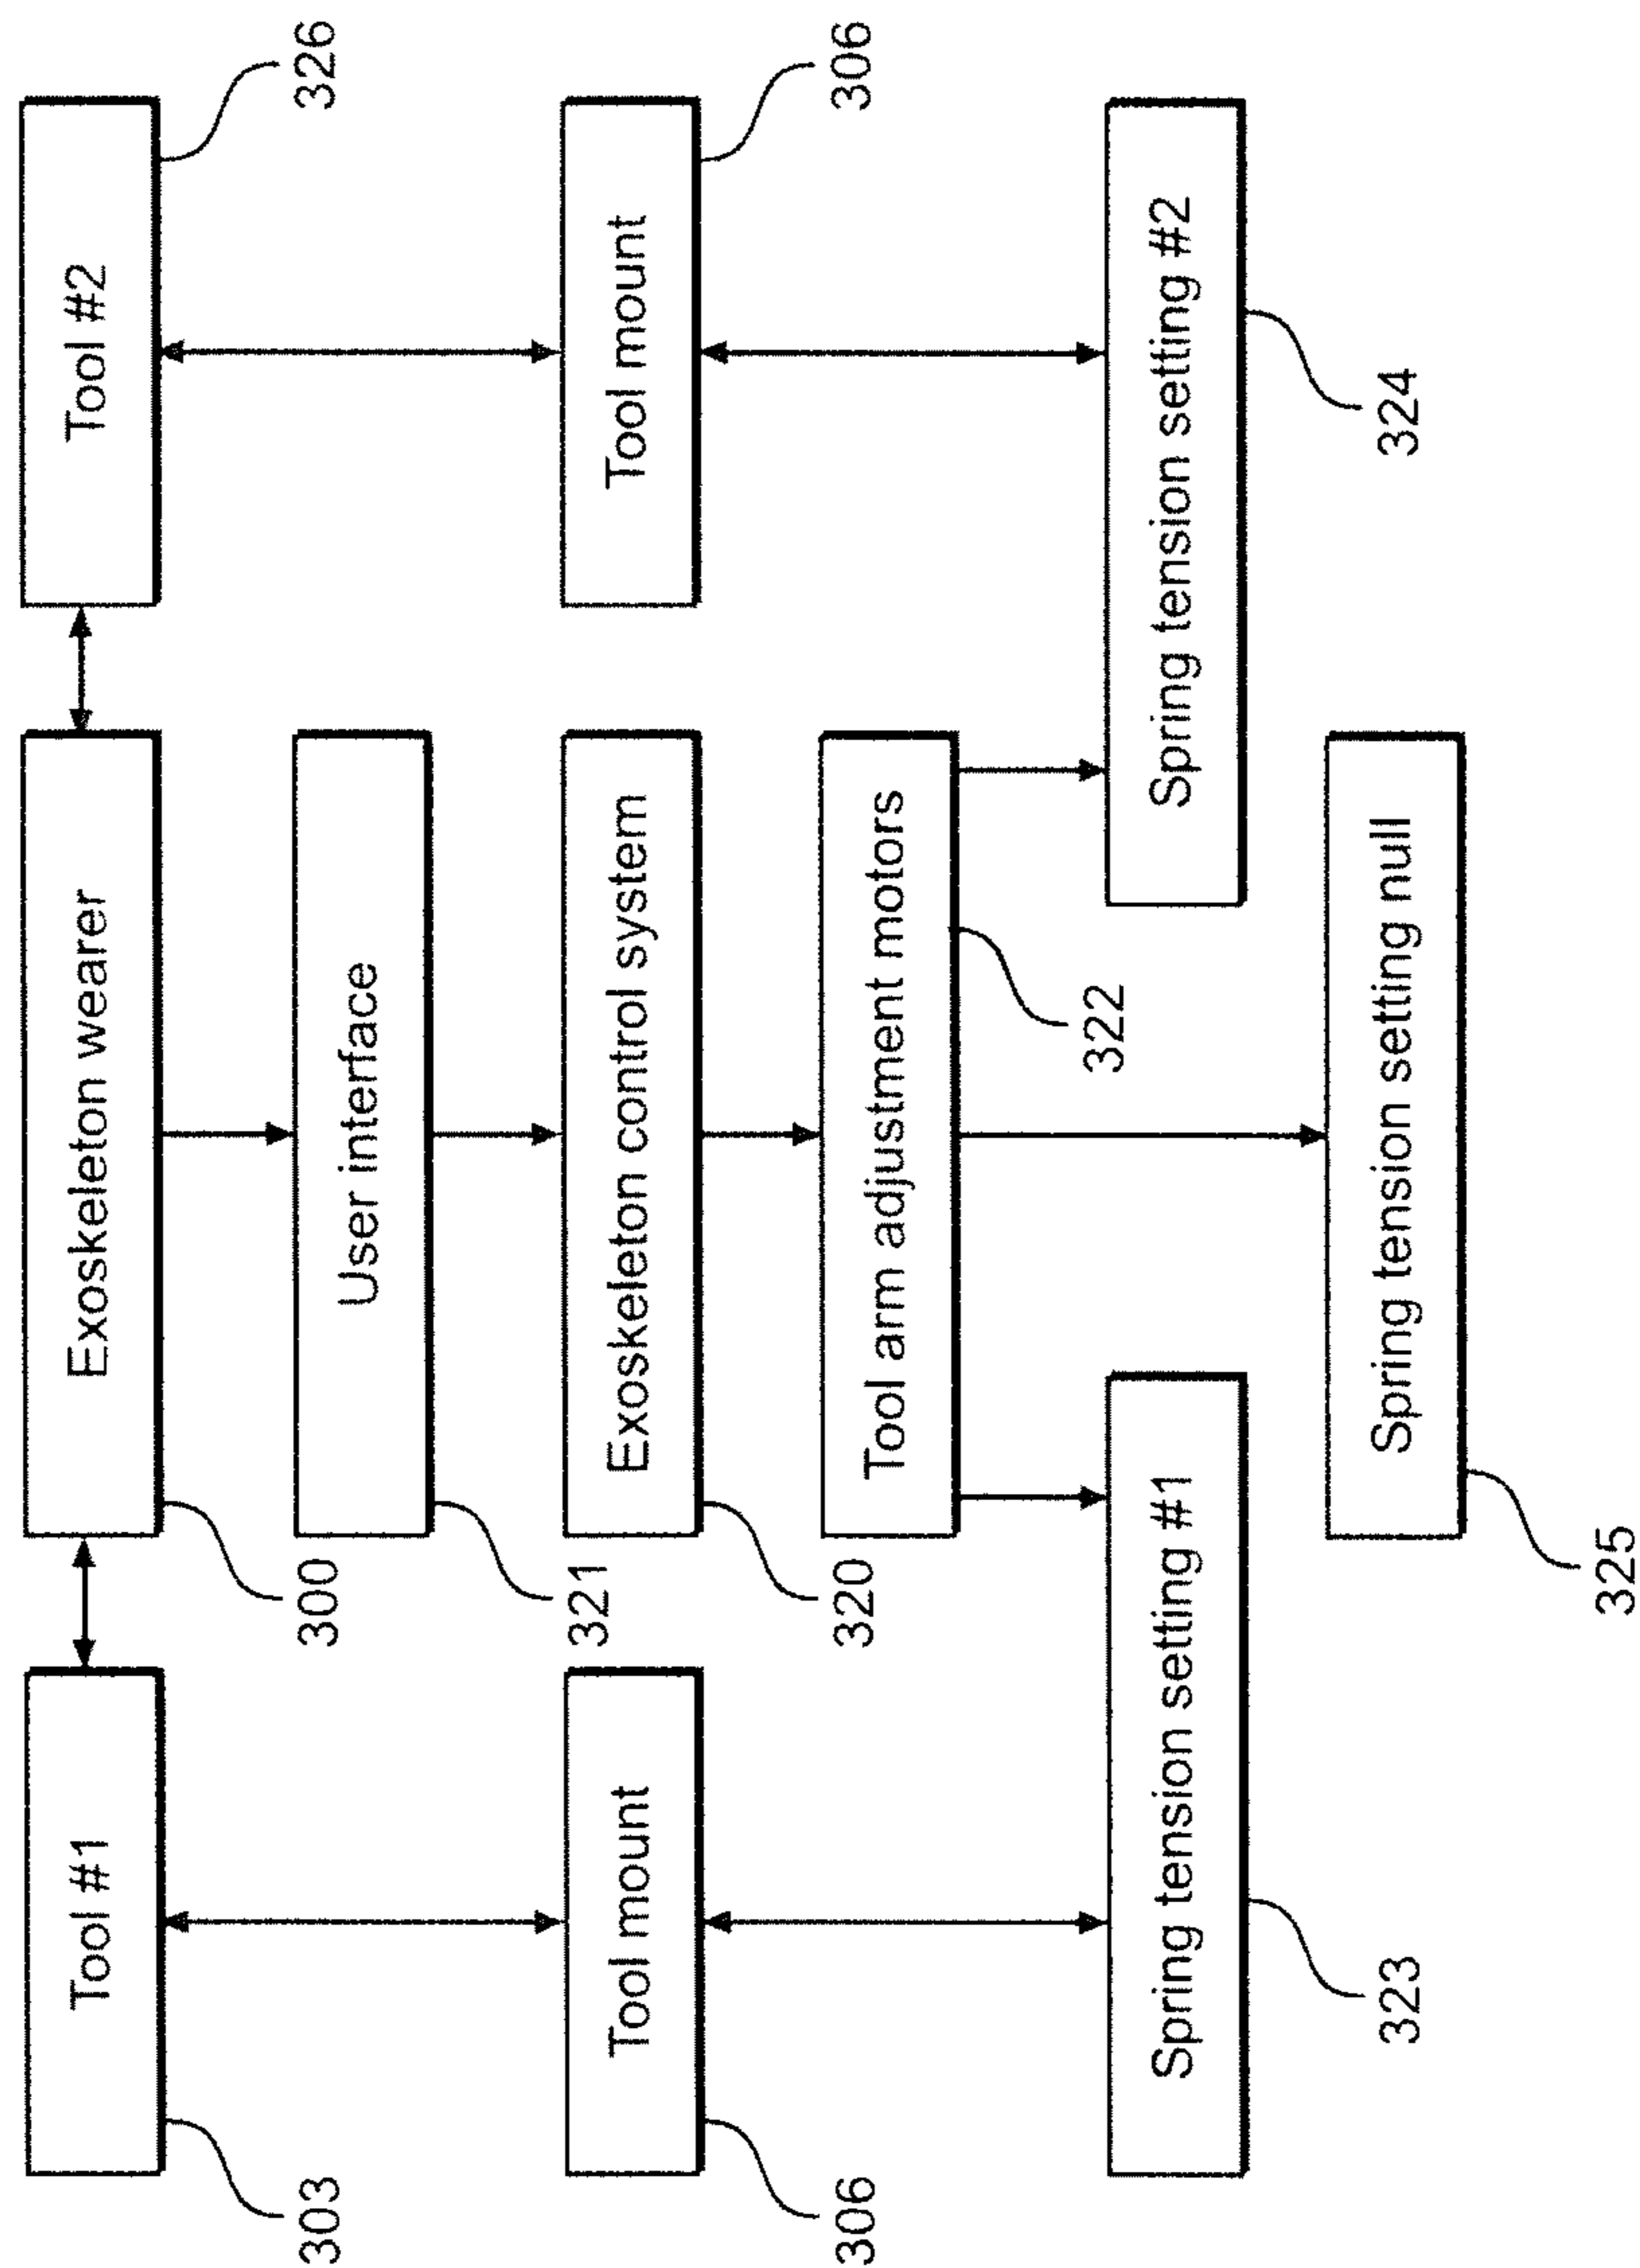 Tool #1
Exoskeleton wearer
Tool #2
303
300
326
User interface
321
Tool mount
Exoskeleton control system
Tool mount
306
320
306
Tool arm adjustment motors
322
Spring tension setting #1
Spring tension setting #2
323
324
Spring tension setting null
325